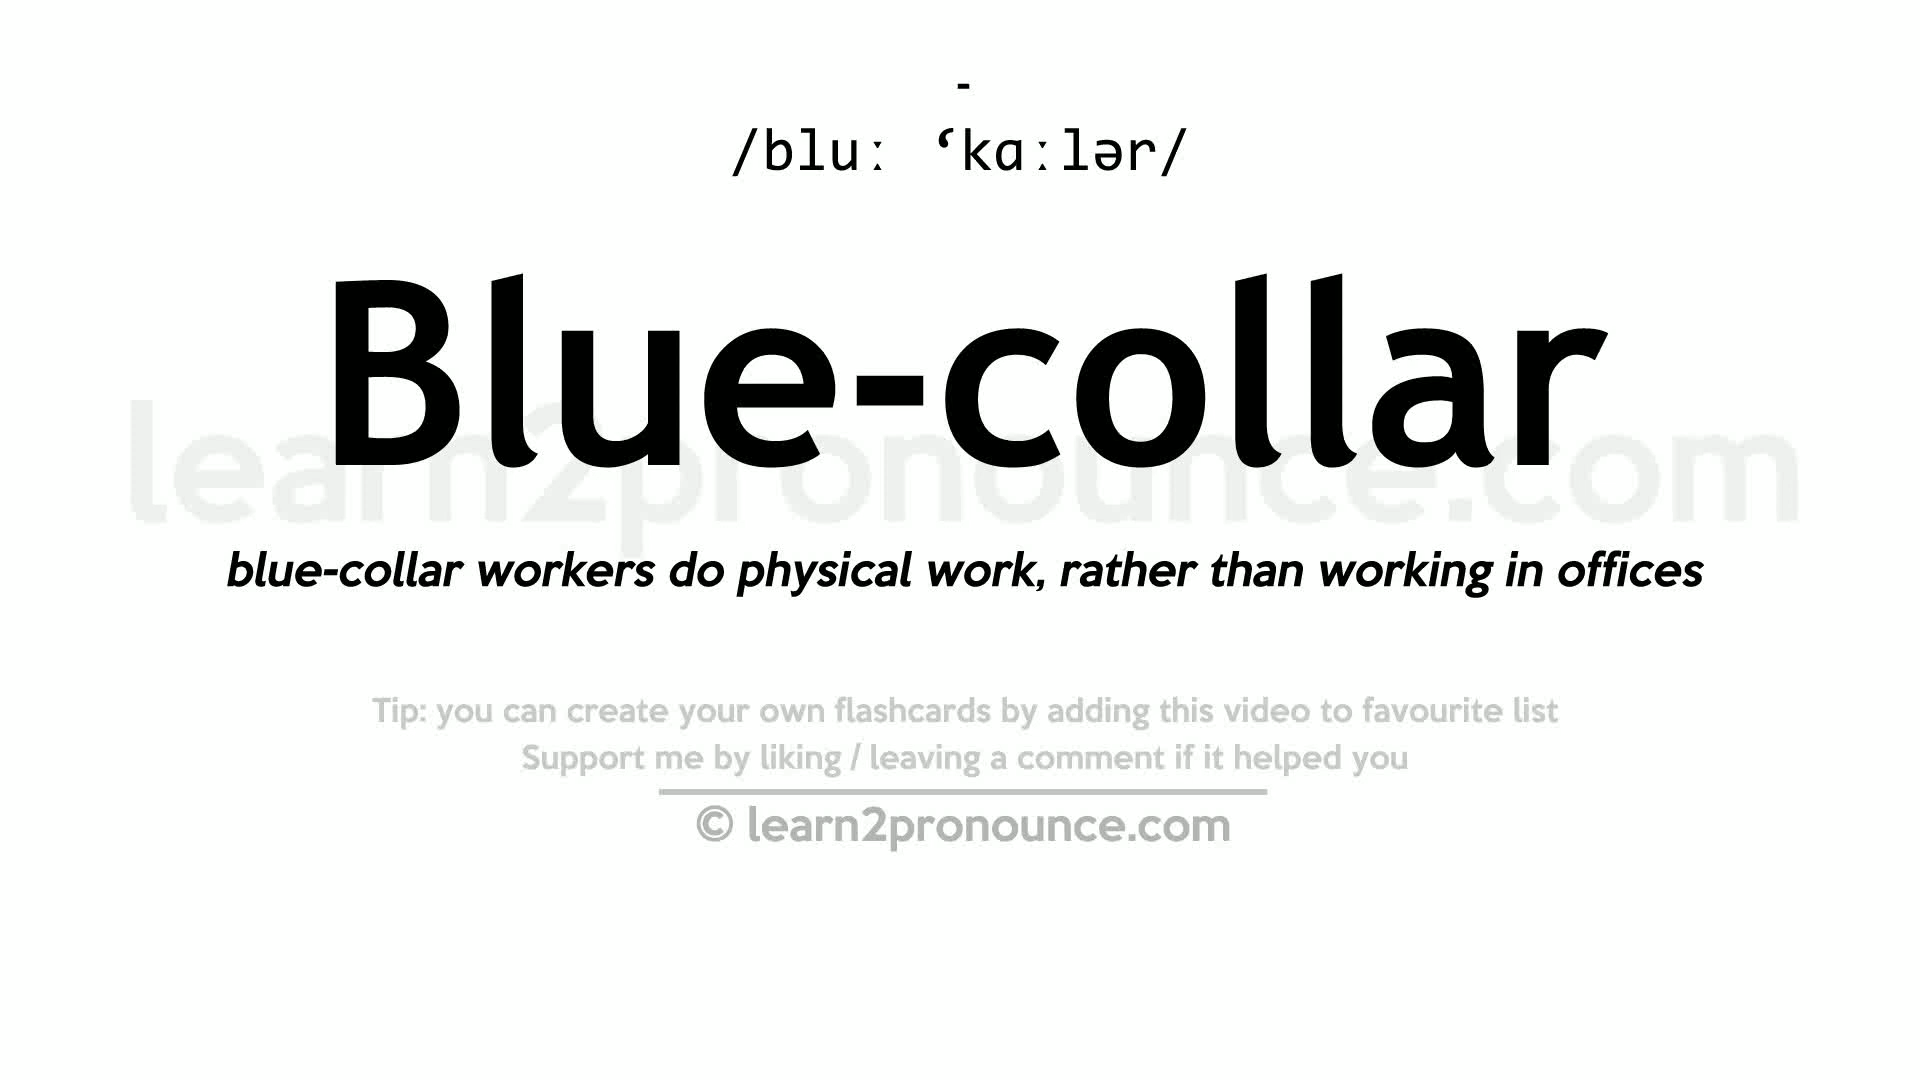 -
/bluː ‘kɑːlər/
Blue-collar
learn2pronounce.com
blue-collar workers do physical work, rather than working in offices
Tip: you can create your own flashcards by adding this video to favourite list
Support me by liking / leaving a comment if it helped you
© learn2pronounce.com